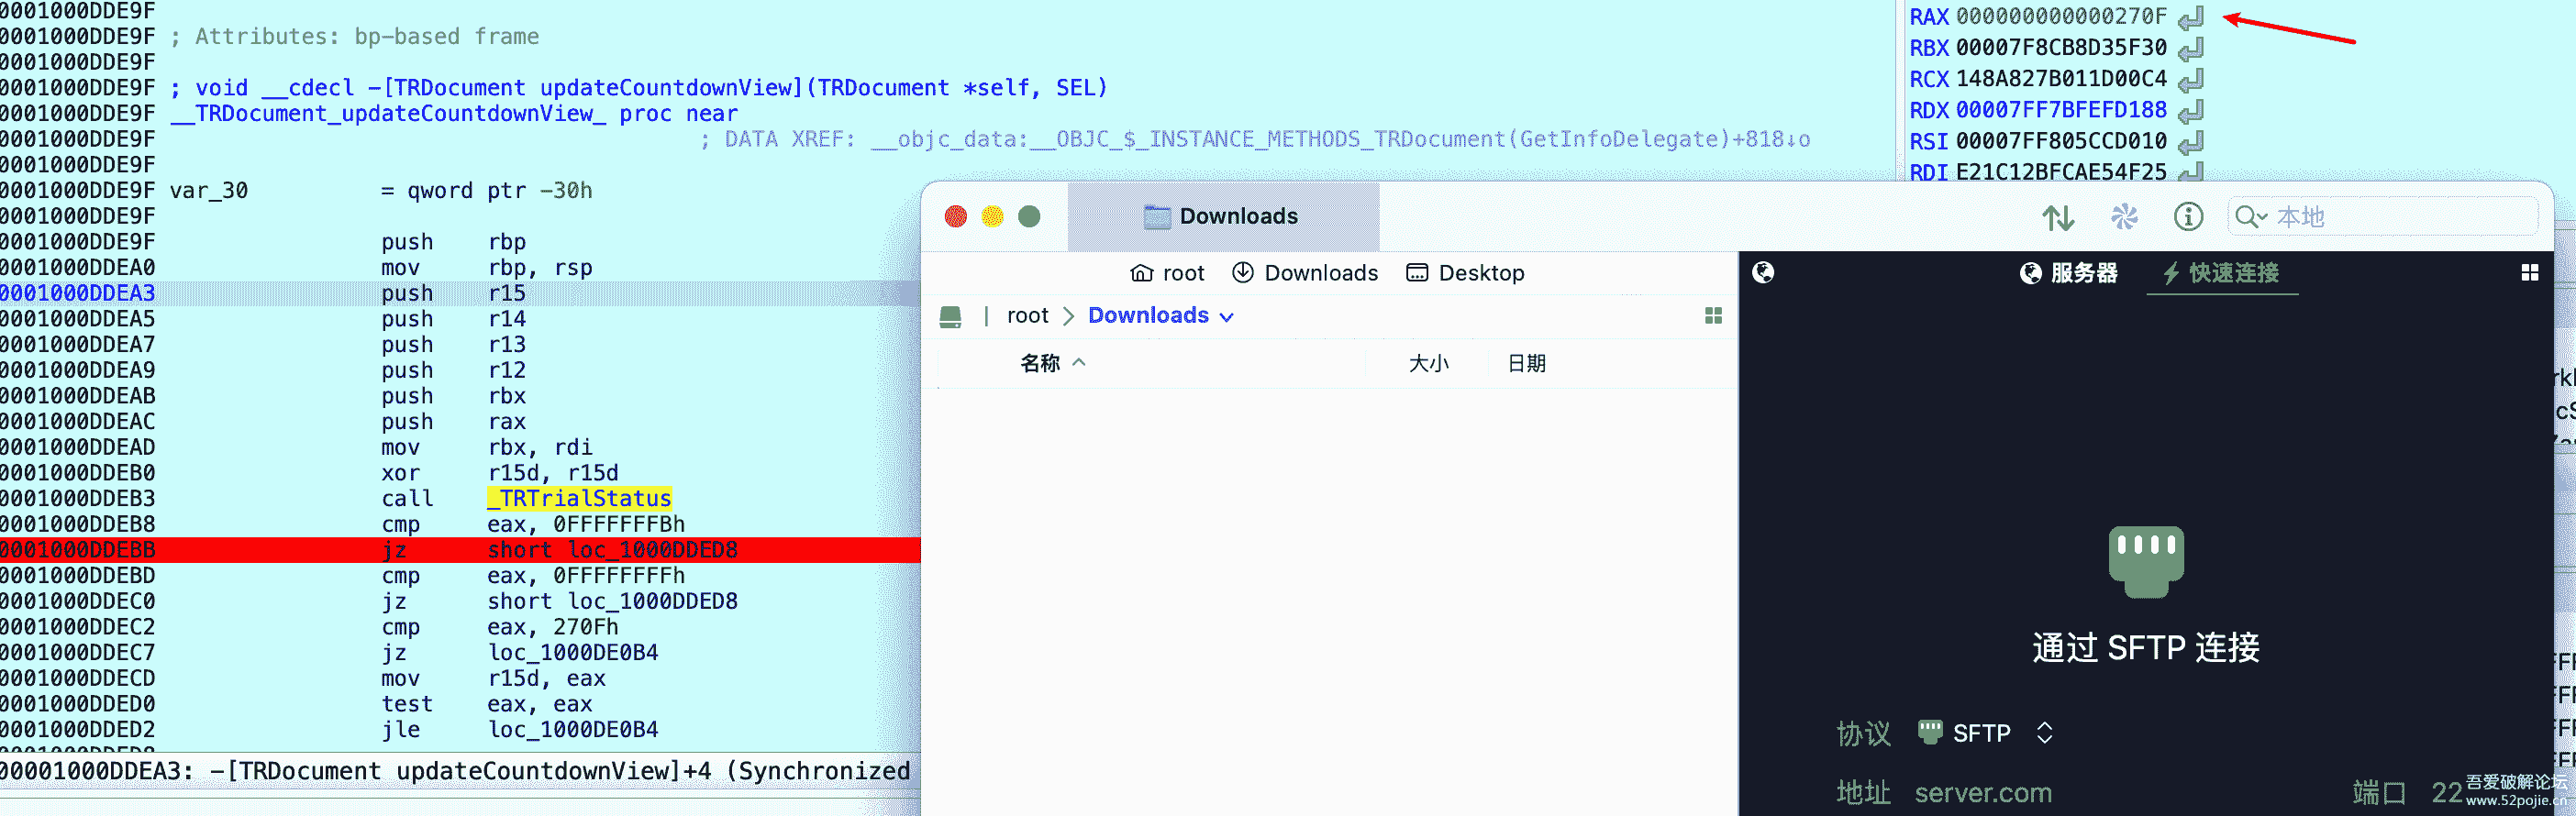 0001000DDE9F
0001000DDE9F ; Attributes: bp-based frame
0001000DDE9F
0001000DDE9F ; void __cdecl -[TRDocument updateCountdownView](TRDocument *self, SEL)
0001000DDE9F __TRDocument_updateCountdownView_ proc near
0001000DDE9F ; DATA XREF: __objc_data:__OBJC_$_INSTANCE_METHODS_TRDocument(GetInfoDelegate)+818↓o
0001000DDE9F
0001000DDE9F var_30 = qword ptr -30h
0001000DDE9F
0001000DDE9F push rbp
0001000DDEA0 mov rbp, rsp
0001000DDEA3 push r15
0001000DDEA5 push r14
0001000DDEA7 push r13
0001000DDEA9 push r12
0001000DDEAB push rbx
0001000DDEAC push rax
0001000DDEAD mov rbx, rdi
0001000DDEB0 xor r15d, r15d
0001000DDEB3 call _TRTrialStatus
0001000DDEB8 cmp eax, 0FFFFFFFBh
0001000DDEBB jz short loc_1000DDED8
0001000DDEBD cmp eax, 0FFFFFFFFh
0001000DDEC0 jz short loc_1000DDED8
0001000DDEC2 cmp eax, 270Fh
0001000DDEC7 jz loc_1000DE0B4
0001000DDECD mov r15d, eax
0001000DDED0 test eax, eax
0001000DDED2 jle loc_1000DE0B4
00001000DDEA3: -[TRDocument updateCountdownView]+4 (Synchronized
RAX 000000000000270F
RBX 00007F8CB8D35F30
RCX 148A827B011D00C4
RDX 00007FF7BFEFD188
RSI 00007FF805CCD010
RDI E21C12BFCAE54F25
Downloads
本地
root Downloads Desktop
root > Downloads
名称 大小 日期
服务器 快速连接
通过 SFTP 连接
协议 SFTP
地址 server.com 端口 22
吾爱破解论坛
www.52pojie.cn